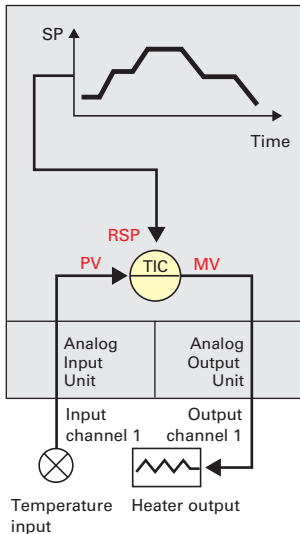 SP
Time
RSP
PV
TIC
MV
Analog
Input
Unit
Analog
Output
Unit
Input
channel 1
Output
channel 1
Temperature
input
Heater output